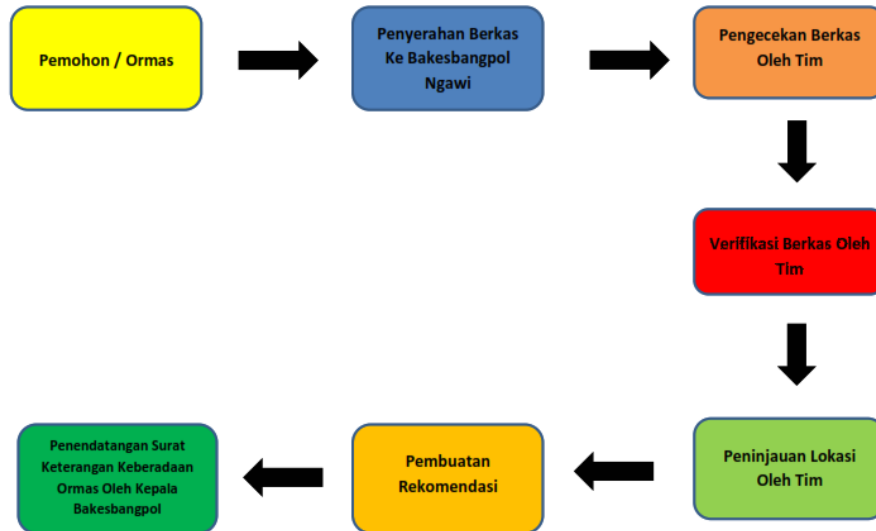 Pemohon / Ormas
Penyerahan Berkas
Ke Bakesbangpol
Ngawi
Pengecekan Berkas
Oleh Tim
Verifikasi Berkas Oleh
Tim
Peninjauan Lokasi
Oleh Tim
Pembuatan
Rekomendasi
Penendatangan Surat
Keterangan Keberadaan
Ormas Oleh Kepala
Bakesbangpol